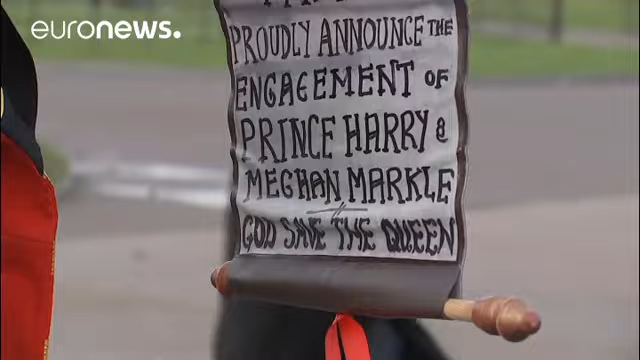 euronews.
PROUDLY ANNOUNCE THE
ENGAGEMENT OF
PRINCE HARRY &
MEGHAN MARKLE
GOD SAVE THE QUEEN